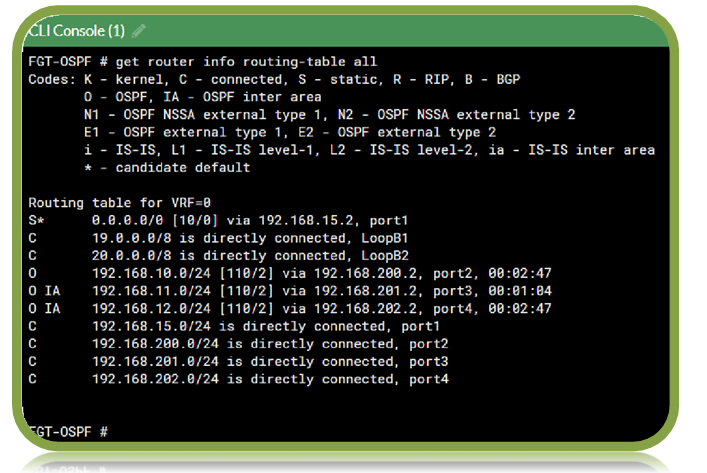 CLI Console (1)
FGT-OSPF # get router info routing-table all
Codes: K - kernel, C - connected, S - static, R - RIP, B - BGP
O - OSPF, IA - OSPF inter area
N1 - OSPF NSSA external type 1, N2 - OSPF NSSA external type 2
E1 - OSPF external type 1, E2 - OSPF external type 2
i - IS-IS, L1 - IS-IS level-1, L2 - IS-IS level-2, ia - IS-IS inter area
* - candidate default
Routing table for VRF=0
S* 0.0.0.0/0 [10/0] via 192.168.15.2, port1
C 19.0.0.0/8 is directly connected, LoopB1
C 20.0.0.0/8 is directly connected, LoopB2
O 192.168.10.0/24 [110/2] via 192.168.200.2, port2, 00:02:47
O IA 192.168.11.0/24 [110/2] via 192.168.201.2, port3, 00:01:04
O IA 192.168.12.0/24 [110/2] via 192.168.202.2, port4, 00:02:47
C 192.168.15.0/24 is directly connected, port1
C 192.168.200.0/24 is directly connected, port2
C 192.168.201.0/24 is directly connected, port3
C 192.168.202.0/24 is directly connected, port4
FGT-OSPF #